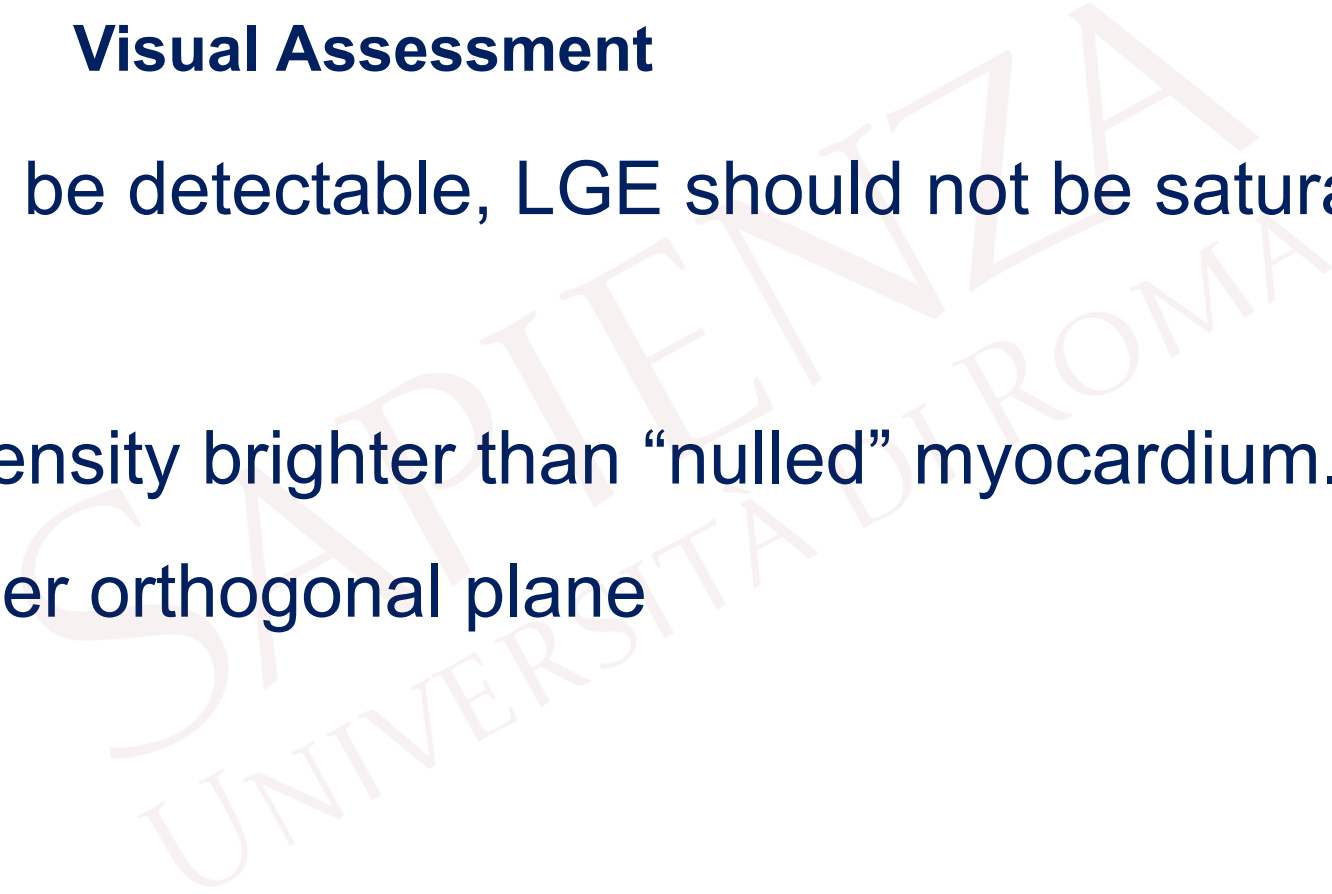 Visual Assessment
be detectable, LGE should not be satura
ensity brighter than “nulled” myocardium.
er orthogonal plane
SAPIENZA
UNIVERSITÀ DI ROMA